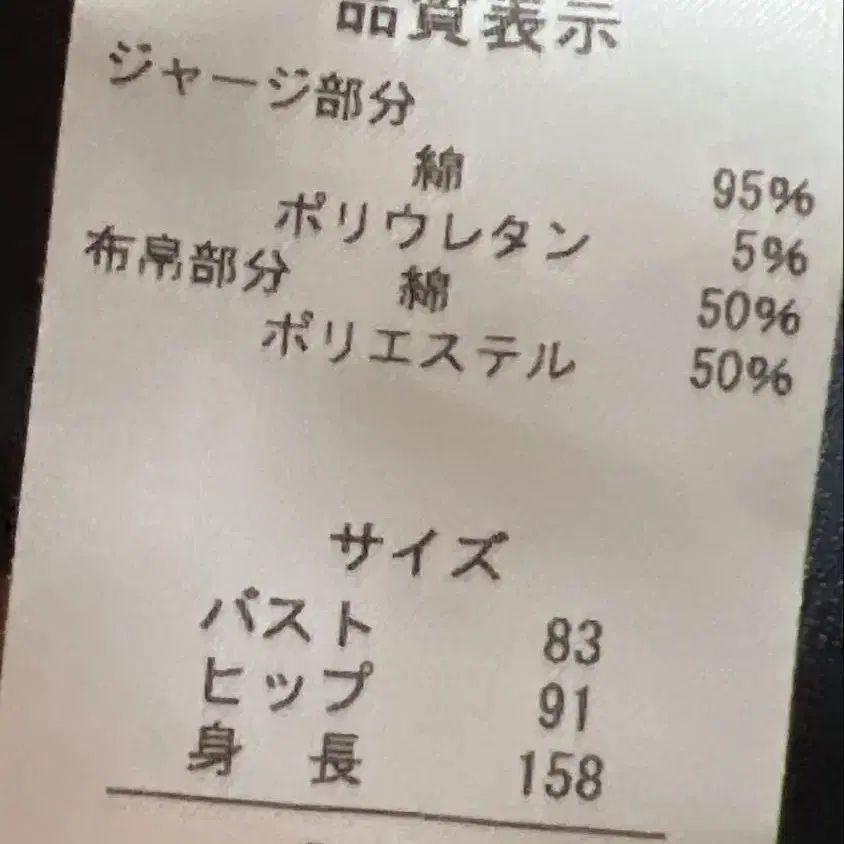 品質表示
ジャージ部分
綿 95%
ポリウレタン 5%
布帛部分 綿 50%
ポリエステル 50%
サイズ
バスト 83
ヒップ 91
身長 158